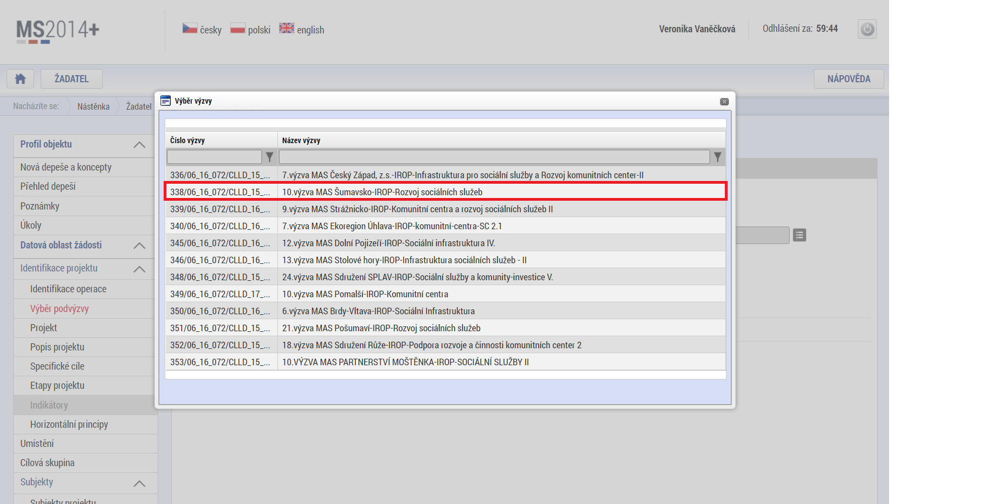 MS2014+
česky polski english
Veronika Vaněčková
Odhlášení za: 59:44
ŽADATEL
NÁPOVĚDA
Nacházíte se: Nástěnka Žadatel
Profil objektu
Nová depeše a koncepty
Přehled depeší
Poznámky
Úkoly
Datová oblast žádosti
Identifikace projektu
Identifikace operace
Výběr podvýzvy
Projekt
Popis projektu
Specifické cíle
Etapy projektu
Indikátory
Horizontální principy
Umístění
Cílová skupina
Subjekty
Subjekty projektu
Výběr výzvy
Číslo výzvy Název výzvy
336/06_16_072/CLLD_15_... 7.výzva MAS Český Západ, z.s.-IROP-Infrastruktura pro sociální služby a Rozvoj komunitních center-II
338/06_16_072/CLLD_15_... 10.výzva MAS Šumavsko-IROP-Rozvoj sociálních služeb
339/06_16_072/CLLD_16_... 9.výzva MAS Strážnicko-IROP-Komunitní centra a rozvoj sociálních služeb II
340/06_16_072/CLLD_16_... 7.výzva MAS Ekoregion Úhlava-IROP-komunitní-centra-SC 2.1
345/06_16_072/CLLD_16_... 12.výzva MAS Dolní Pojizeří-IROP-Sociální infrastruktura IV.
346/06_16_072/CLLD_16_... 13.výzva MAS Stolové hory-IROP-Infrastruktura sociálních služeb - II
348/06_16_072/CLLD_15_... 24.výzva MAS Sdružení SPLAV-IROP-Sociální služby a komunity-investice V.
349/06_16_072/CLLD_17_... 10.výzva MAS Pomalší-IROP-Komunitní centra
350/06_16_072/CLLD_16_... 6.výzva MAS Brdy-Vltava-IROP-Sociální Infrastruktura
351/06_16_072/CLLD_15_... 21.výzva MAS Pošumaví-IROP-Rozvoj sociálních služeb
352/06_16_072/CLLD_15_... 18.výzva MAS Sdružení Růže-IROP-Podpora rozvoje a činnosti komunitních center 2
353/06_16_072/CLLD_15_... 10.VÝZVA MAS PARTNERSTVÍ MOŠTĚNKA-IROP-SOCIÁLNÍ SLUŽBY II